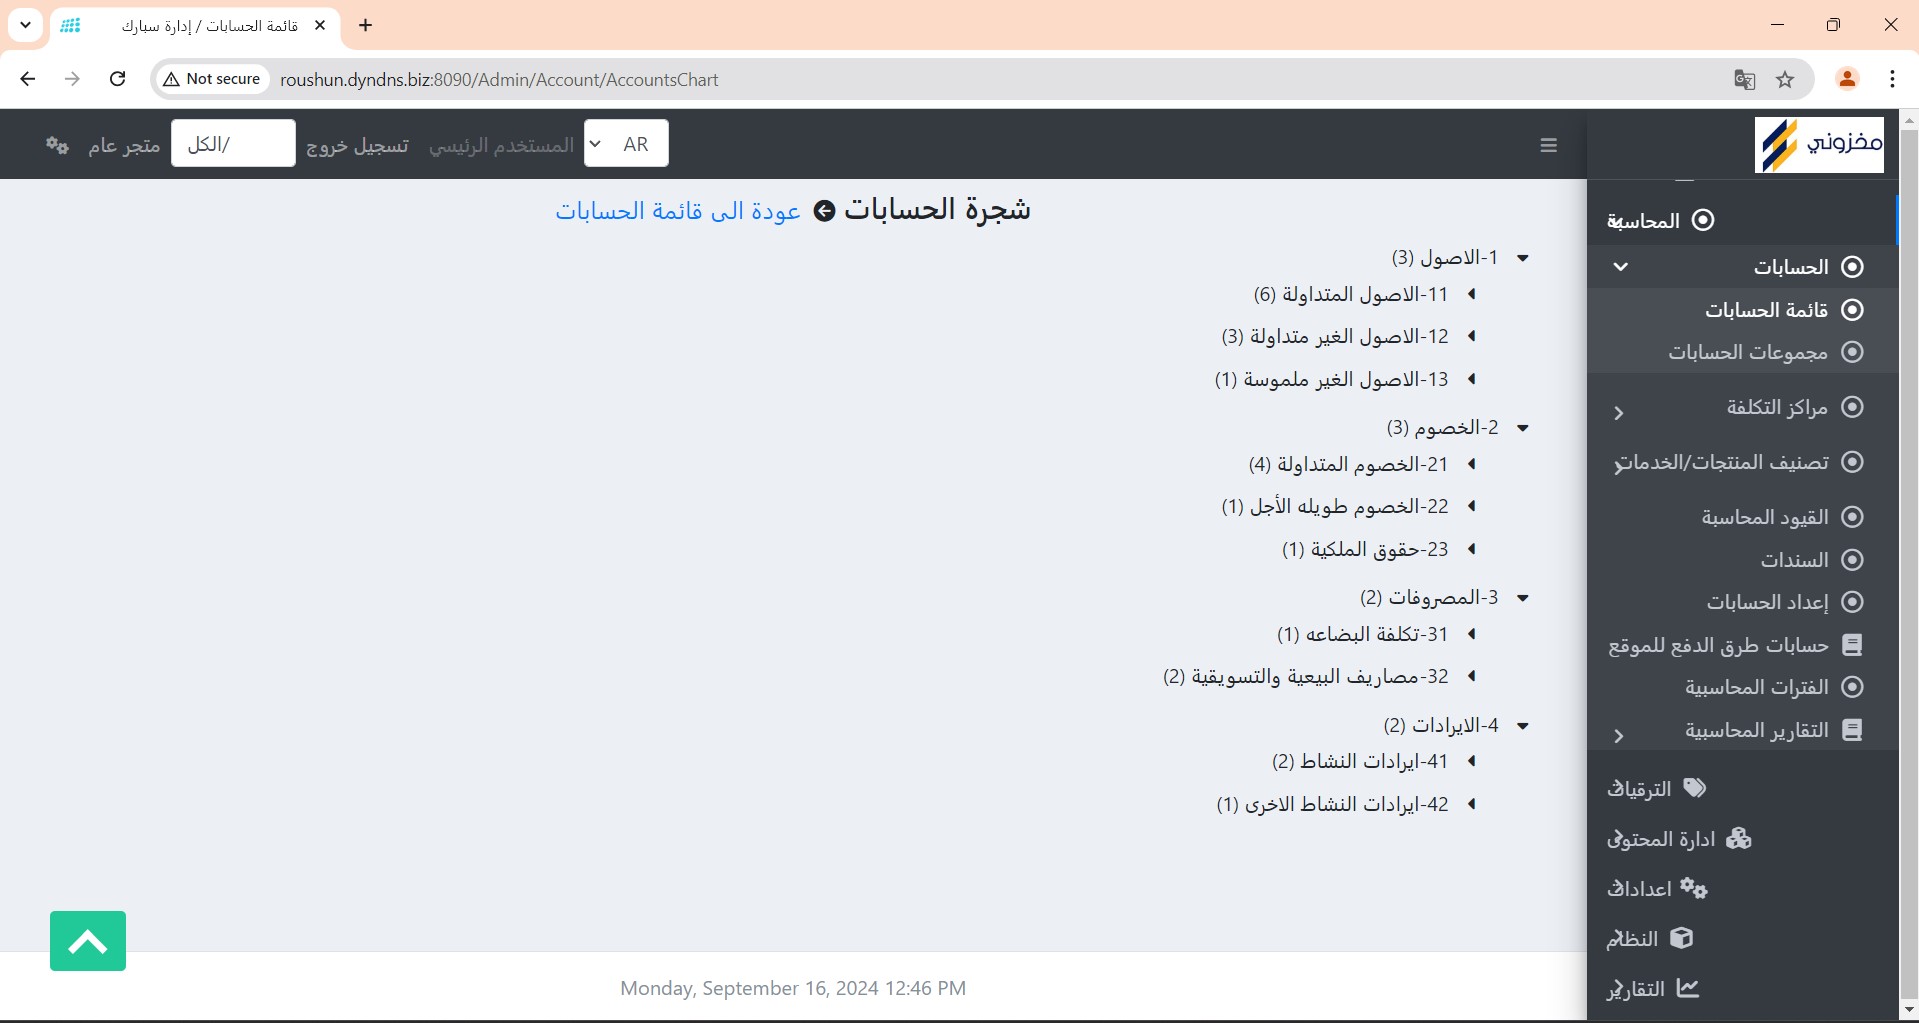 قائمة الحسابات / إدارة سبارك
Not secure
roushun.dyndns.biz:8090/Admin/Account/AccountsChart
مخزوني
AR
المستخدم الرئيسي
تسجيل خروج
الكل/
متجر عام
شجرة الحسابات
عودة الى قائمة الحسابات
1-الاصول (3)
11-الاصول المتداولة (6)
12-الاصول الغير متداولة (3)
13-الاصول الغير ملموسة (1)
2-الخصوم (3)
21-الخصوم المتداولة (4)
22-الخصوم طويله الأجل (1)
23-حقوق الملكية (1)
3-المصروفات (2)
31-تكلفة البضاعه (1)
32-مصاريف البيعية والتسويقية (2)
4-الايرادات (2)
41-ايرادات النشاط (2)
42-ايرادات النشاط الاخرى (1)
المحاسبة
الحسابات
قائمة الحسابات
مجموعات الحسابات
مراكز التكلفة
تصنيف المنتجات/الخدمات
القيود المحاسبة
السندات
إعداد الحسابات
حسابات طرق الدفع للموقع
الفترات المحاسبية
التقارير المحاسبية
الترقيات
ادارة المحتوى
اعدادات
النظام
التقارير
Monday, September 16, 2024 12:46 PM